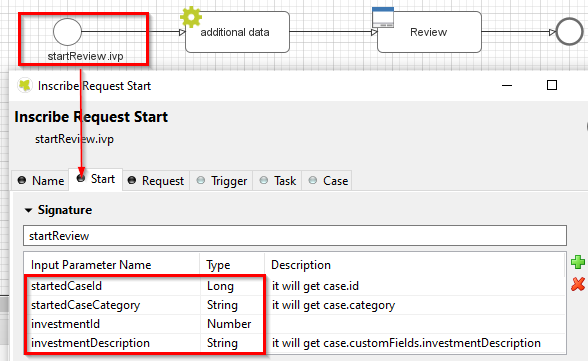 additional data
Review
startReview.ivp
Inscribe Request Start
Inscribe Request Start
startReview.ivp
Name Start Request Trigger Task Case
Signature
startReview
Input Parameter Name Type Description
startedCaseId Long it will get case.id
startedCaseCategory String it will get case.category
investmentId Number
investmentDescription String it will get case.customFields.investmentDescription